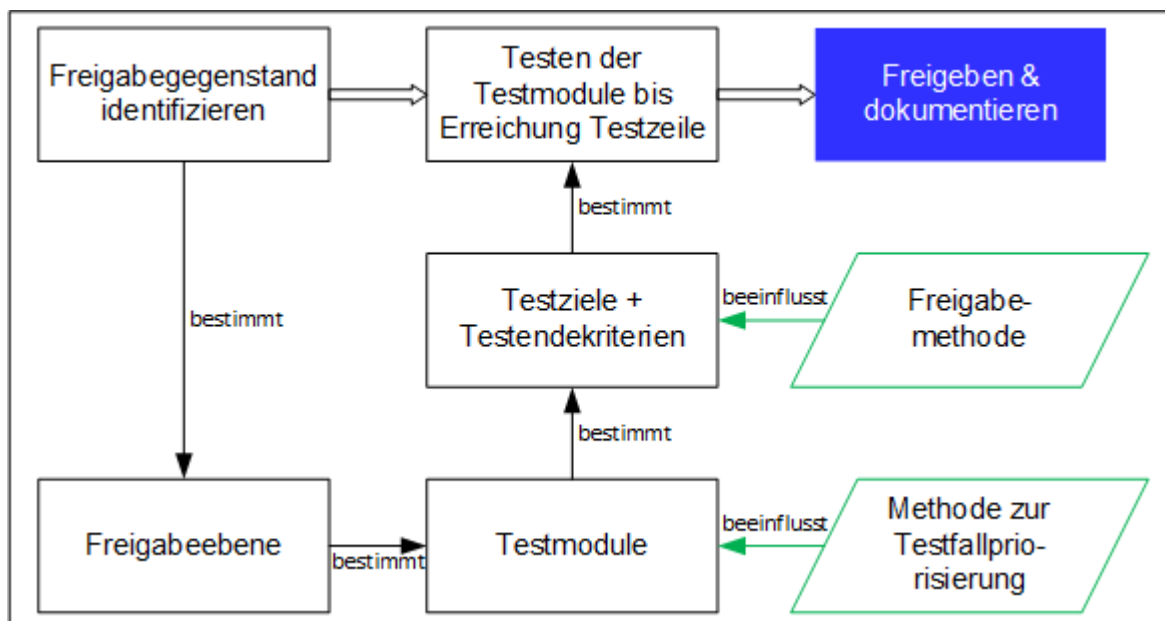 Freigabegegenstand
identifizieren
Testen der
Testmodule bis
Erreichung Testzeile
Freigeben &
dokumentieren
bestimmt
bestimmt
Testziele +
Testendekriterien
beeinflusst
Freigabe-
methode
bestimmt
Freigabeebene
bestimmt
Testmodule
beeinflusst
Methode zur
Testfallprio-
risierung